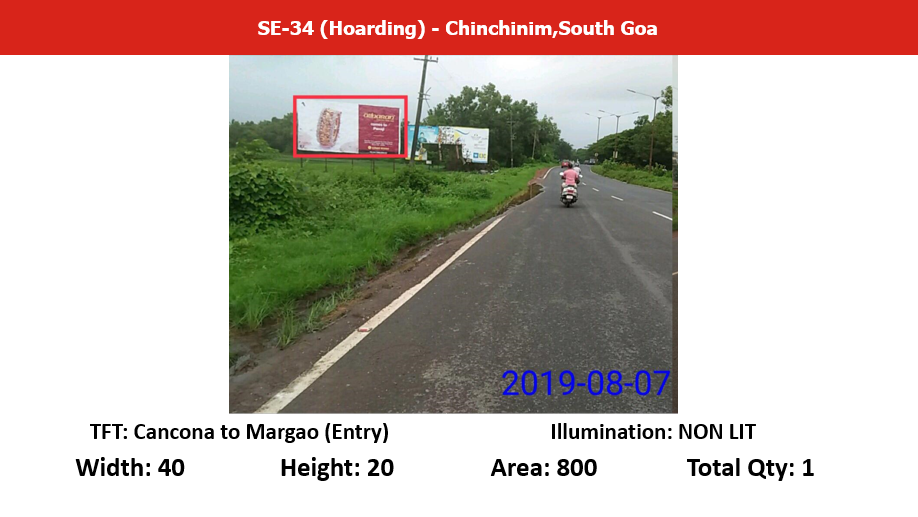 SE-34 (Hoarding) - Chinchinim,South Goa
2019-08-07
TFT: Cancona to Margao (Entry)
Illumination: NON LIT
Width: 40
Height: 20
Area: 800
Total Qty: 1